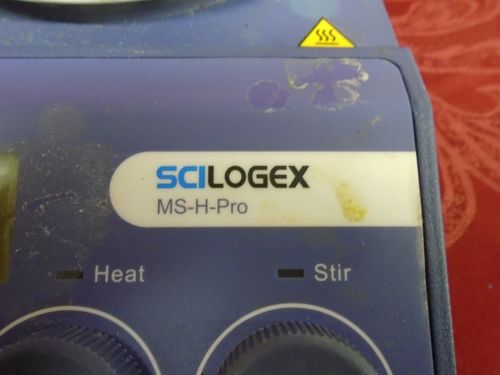 SCILOGEX
MS-H-Pro
Heat
Stir